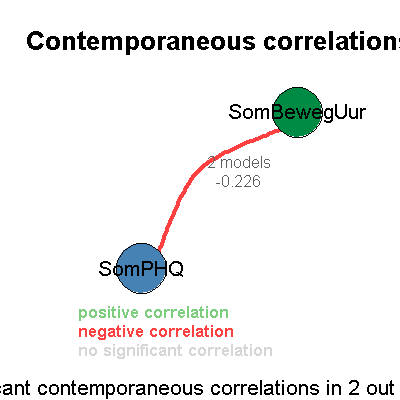 Contemporaneous correlations
SomBewegUur
2 models
-0.226
SomPHQ
positive correlation
negative correlation
no significant correlation
cant contemporaneous correlations in 2 out